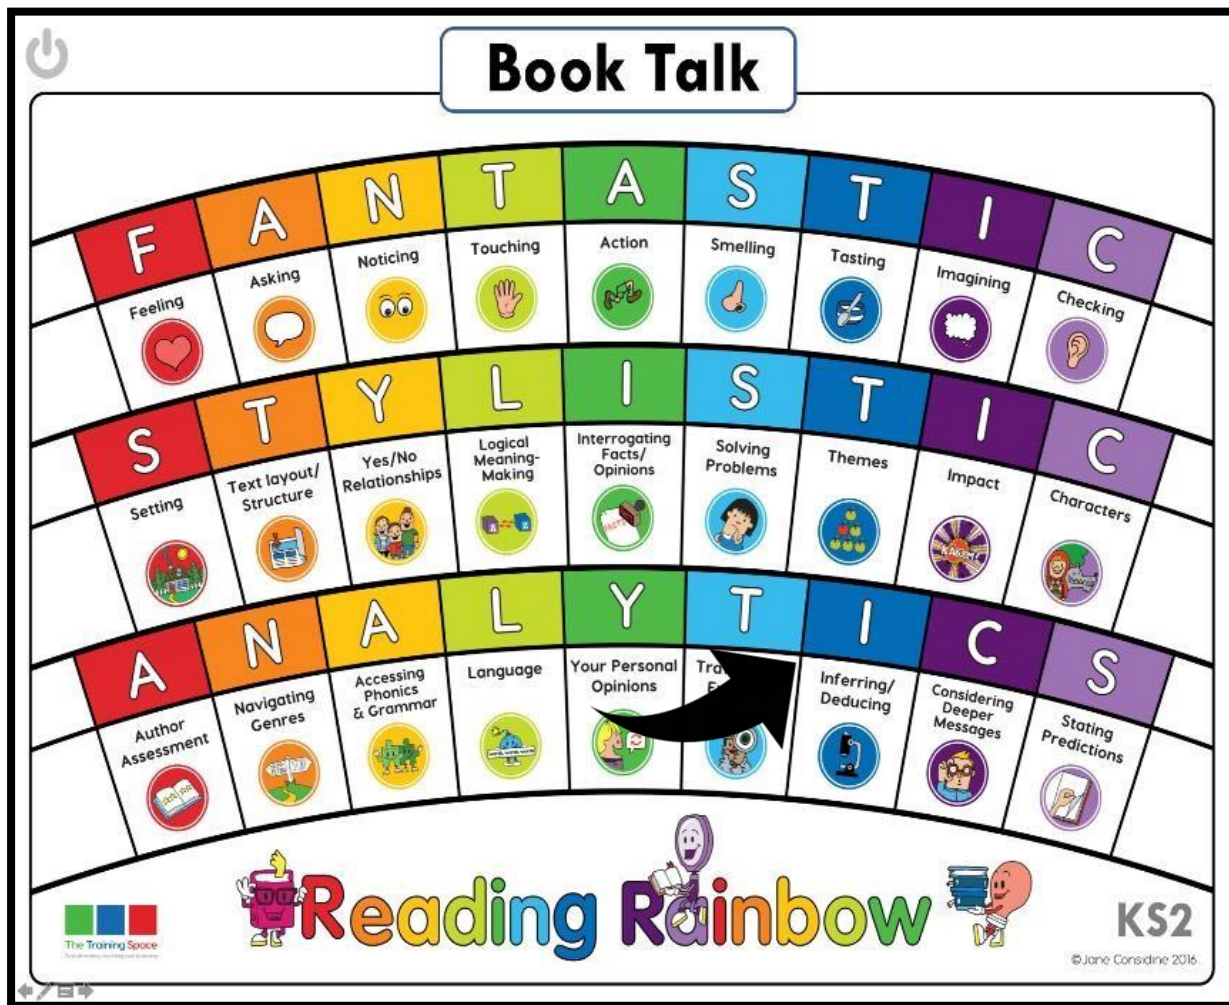 Book Talk
F A N T A S T I C
Feeling
Asking
Noticing
Touching
Action
Smelling
Tasting
Imagining
Checking
S T Y L I S T I C
Setting
Text layout/
Structure
Yes/No
Relationships
Logical
Meaning-
Making
Interrogating
Facts/
Opinions
Solving
Problems
Themes
Impact
Characters
A N A L Y T I C S
Author
Assessment
Navigating
Genres
Accessing
Phonics
& Grammar
Language
Your Personal
Opinions
Inferring/
Deducing
Considering
Deeper
Messages
Stating
Predictions
Reading Rainbow
The Training Space
KS2
©Jane Considine 2016